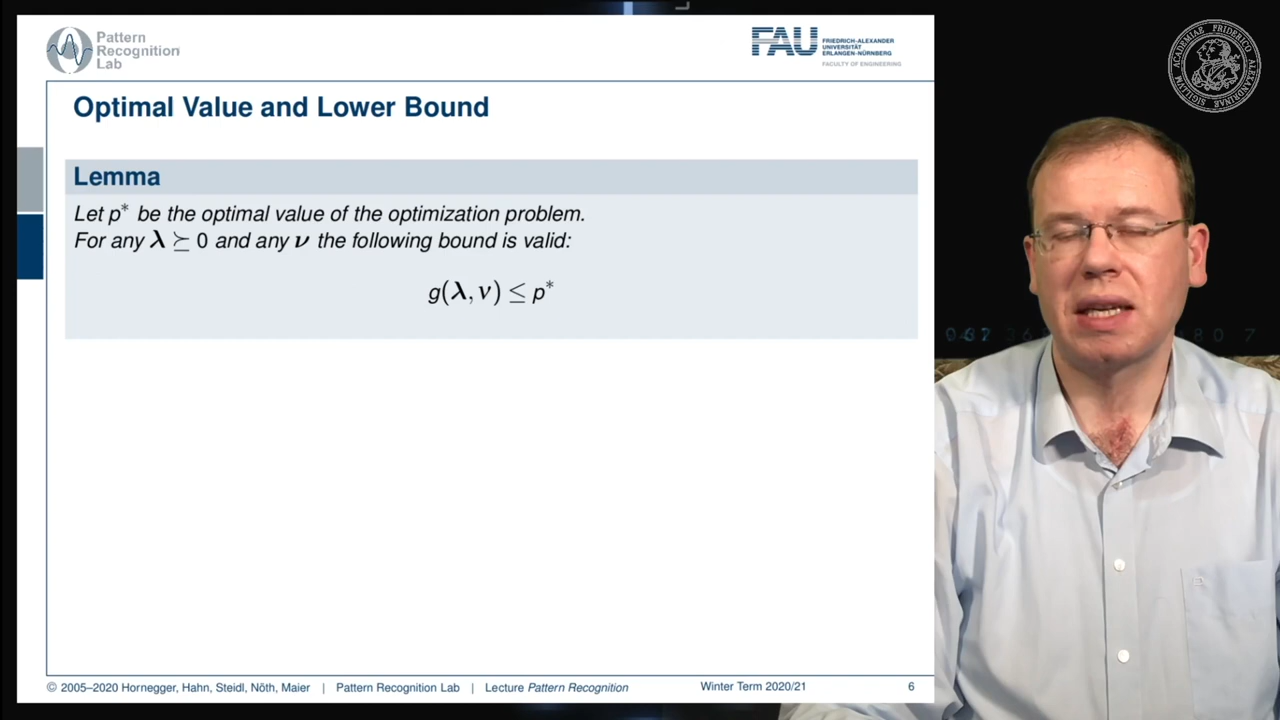 Pattern
Recognition
Lab
FAU
FRIEDRICH-ALEXANDER
UNIVERSITÄT
ERLANGEN-NÜRNBERG
FACULTY OF ENGINEERING
Optimal Value and Lower Bound
Lemma
Let p* be the optimal value of the optimization problem.
For any λ ⪰ 0 and any ν the following bound is valid:
g(λ, ν) ≤ p*
© 2005–2020 Hornegger, Hahn, Steidl, Nöth, Maier | Pattern Recognition Lab | Lecture Pattern Recognition Winter Term 2020/21 6